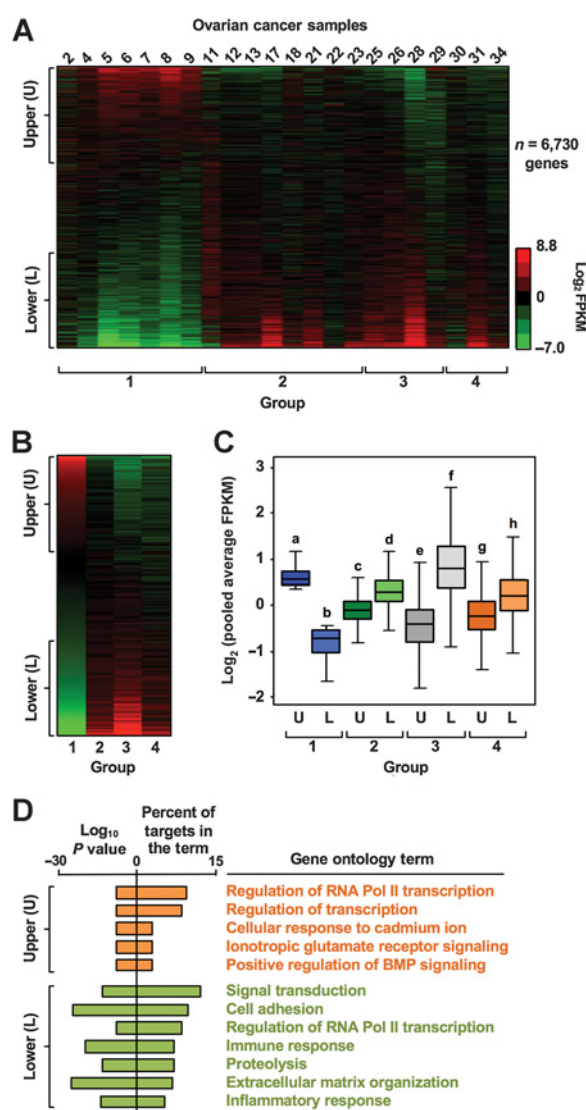 A
Ovarian cancer samples
2 4 5 6 7 8 9 11 12 13 17 18 21 22 23 25 26 28 29 30 31 34
Upper (U)
Lower (L)
n = 6,730
genes
8.8
0
–7.0
Log2 FPKM
1 2 3 4
Group
B
Upper (U)
Lower (L)
1 2 3 4
Group
C
Log2 (pooled average FPKM)
3
2
1
0
−1
−2
a
b
c
d
e
f
g
h
U L U L U L U L
1 2 3 4
Group
D
Log10
P value
Percent of
targets in
the term
Gene ontology term
−30 0 15
Upper (U)
Regulation of RNA Pol II transcription
Regulation of transcription
Cellular response to cadmium ion
Ionotropic glutamate receptor signaling
Positive regulation of BMP signaling
Lower (L)
Signal transduction
Cell adhesion
Regulation of RNA Pol II transcription
Immune response
Proteolysis
Extracellular matrix organization
Inflammatory response